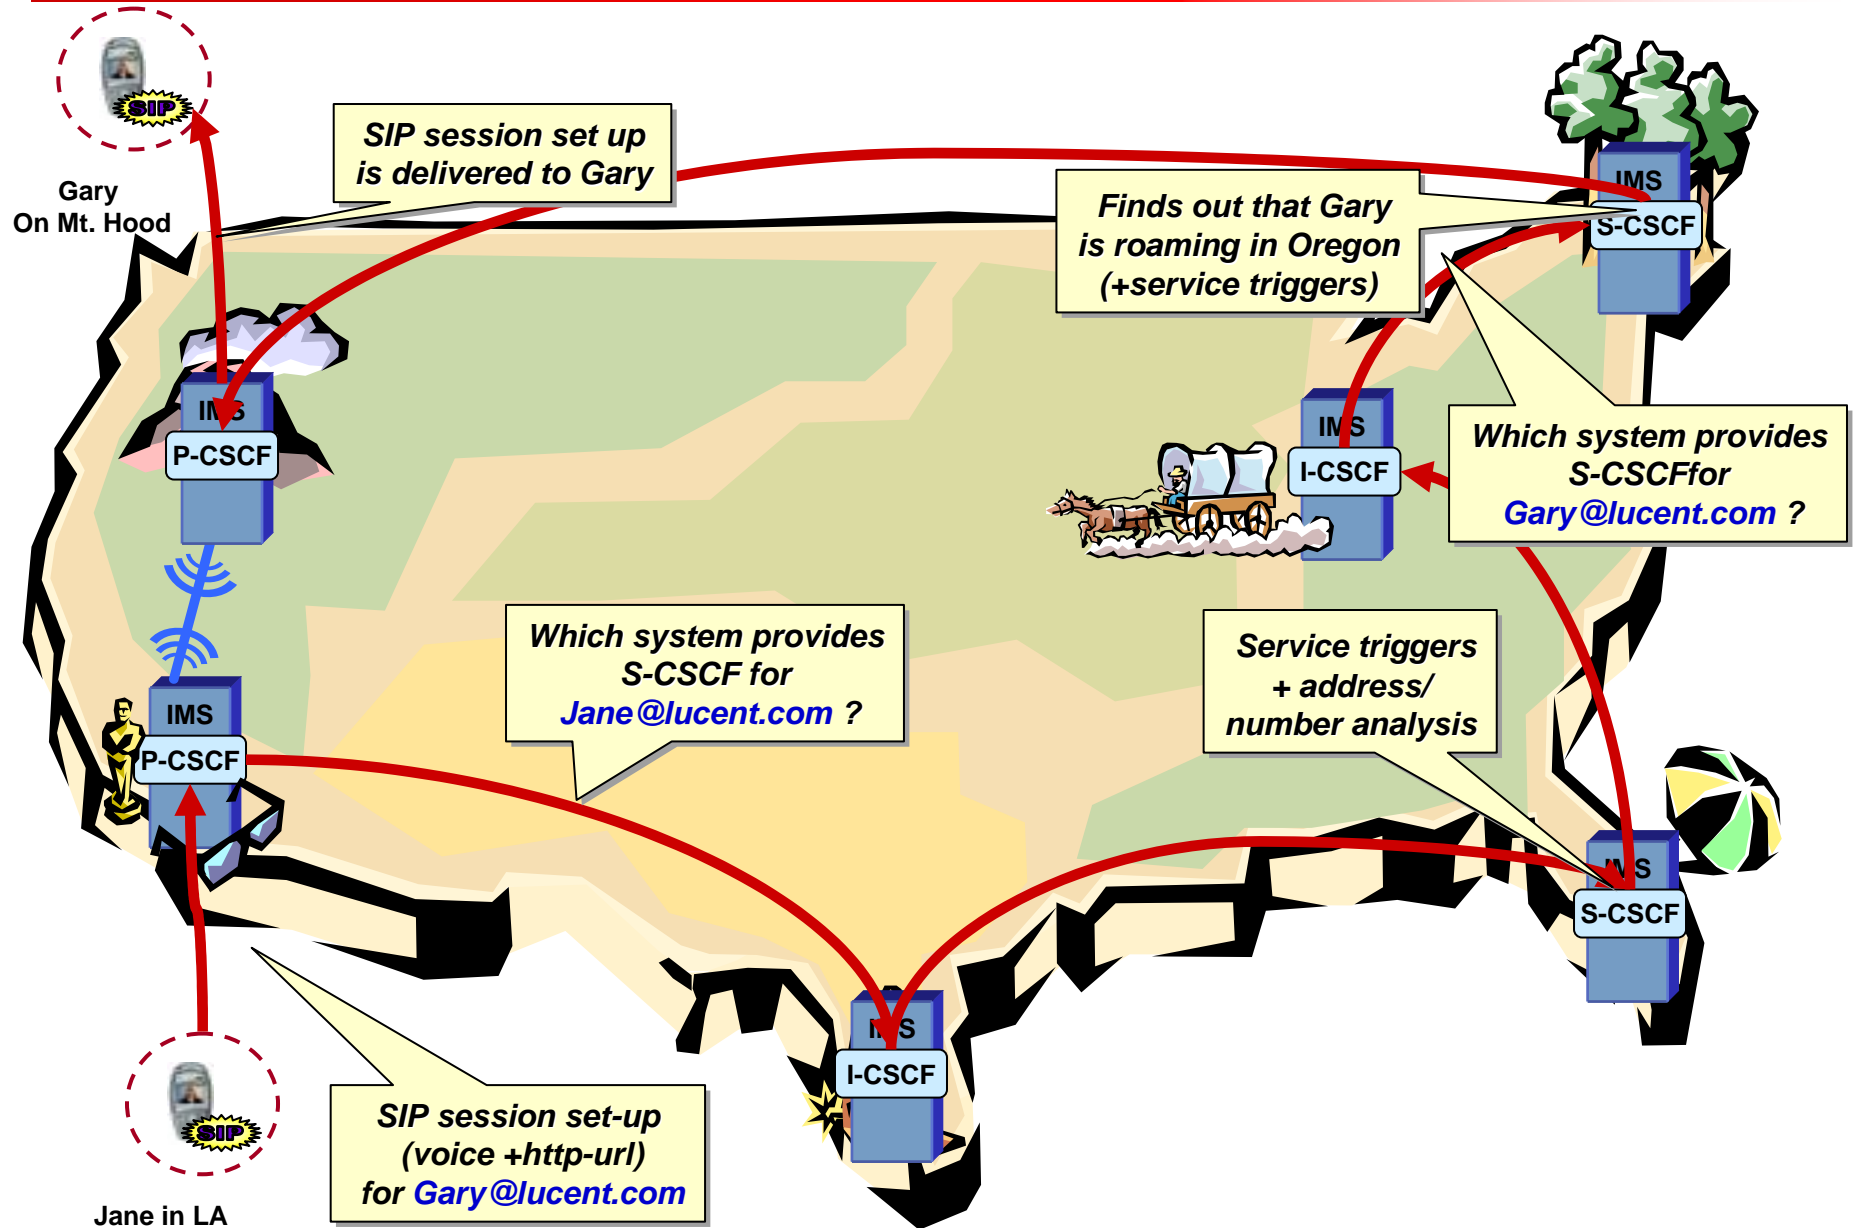 SIP
Gary
On Mt. Hood
SIP session set up
is delivered to Gary
IMS
S-CSCF
Finds out that Gary
is roaming in Oregon
(+service triggers)
IMS
P-CSCF
IMS
I-CSCF
Which system provides
S-CSCFfor
Gary@lucent.com ?
Which system provides
S-CSCF for
Jane@lucent.com ?
Service triggers
+ address/
number analysis
IMS
P-CSCF
IMS
S-CSCF
IMS
I-CSCF
SIP session set-up
(voice +http-url)
for Gary@lucent.com
SIP
Jane in LA